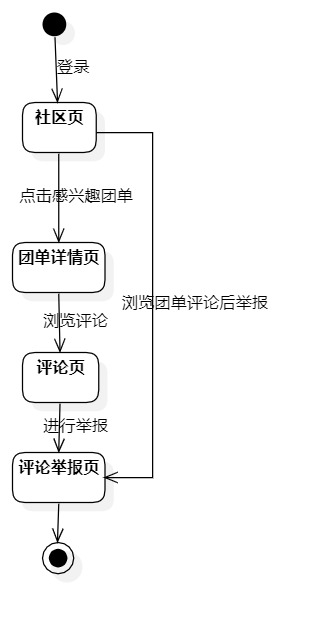 登录
社区页
点击感兴趣团单
团单详情页
浏览团单评论后举报
浏览评论
评论页
进行举报
评论举报页